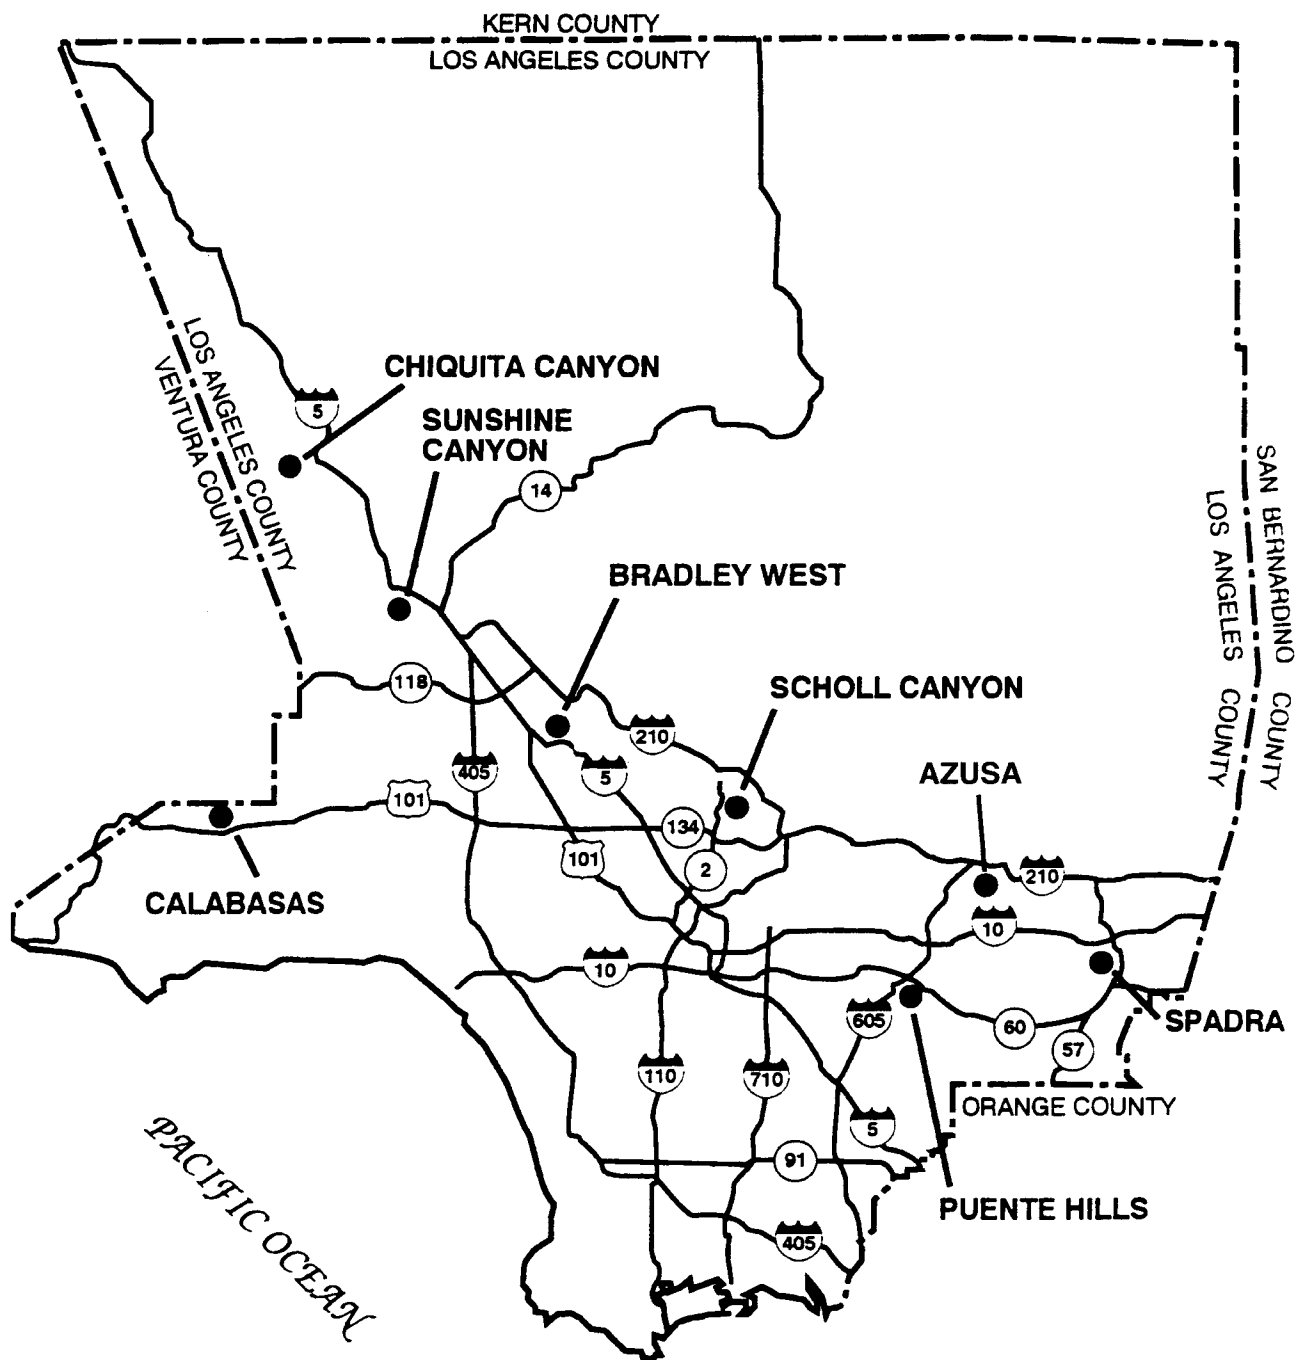 KERN COUNTY
LOS ANGELES COUNTY
LOS ANGELES COUNTY
VENTURA COUNTY
CHIQUITA CANYON
5
SUNSHINE
CANYON
14
SAN BERNARDINO COUNTY
LOS ANGELES COUNTY
BRADLEY WEST
118
SCHOLL CANYON
210
405
5
AZUSA
101
134
101
2
210
CALABASAS
10
10
605
60
SPADRA
57
110
710
ORANGE COUNTY
5
91
PUENTE HILLS
405
PACIFIC OCEAN